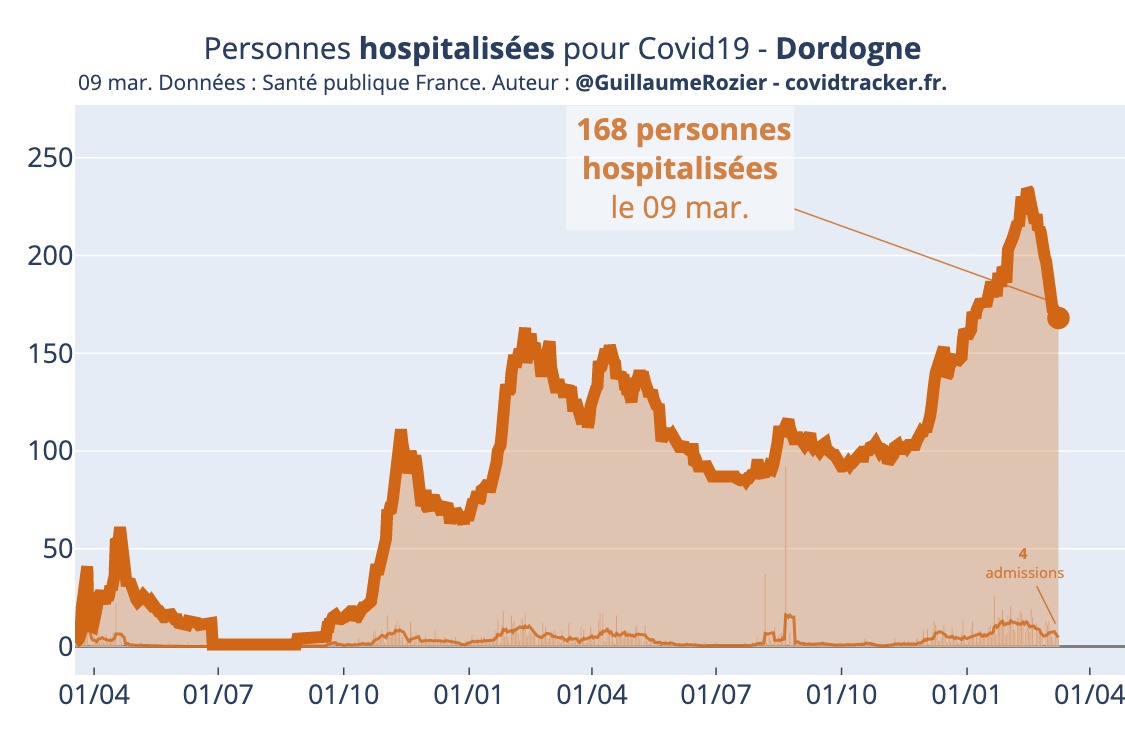 Personnes hospitalisées pour Covid19 - Dordogne
09 mar. Données : Santé publique France. Auteur : @GuillaumeRozier - covidtracker.fr.
168 personnes
hospitalisées
le 09 mar.
250
200
150
100
50
0
4
admissions
01/04 01/07 01/10 01/01 01/04 01/07 01/10 01/01 01/04